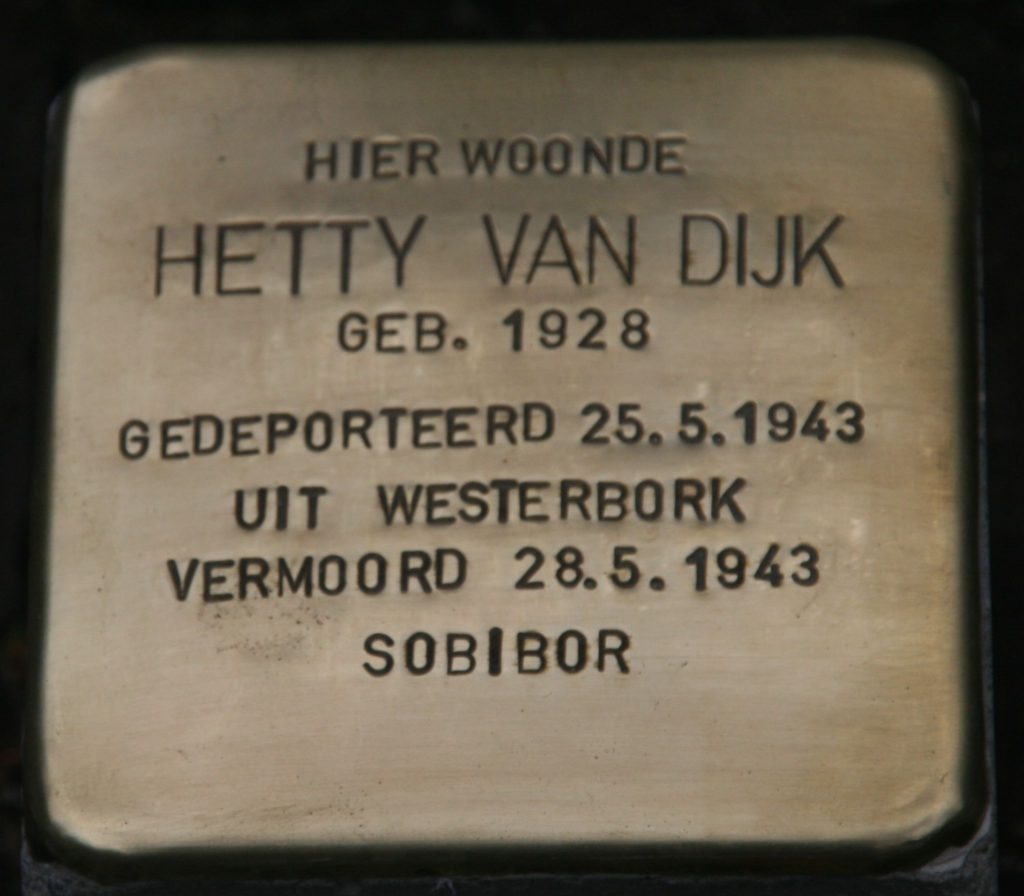 HIER WOONDE
HETTY VAN DIJK
GEB. 1928
GEDEPORTEERD 25.5.1943
UIT WESTERBORK
VERMOORD 28.5.1943
SOBIBOR